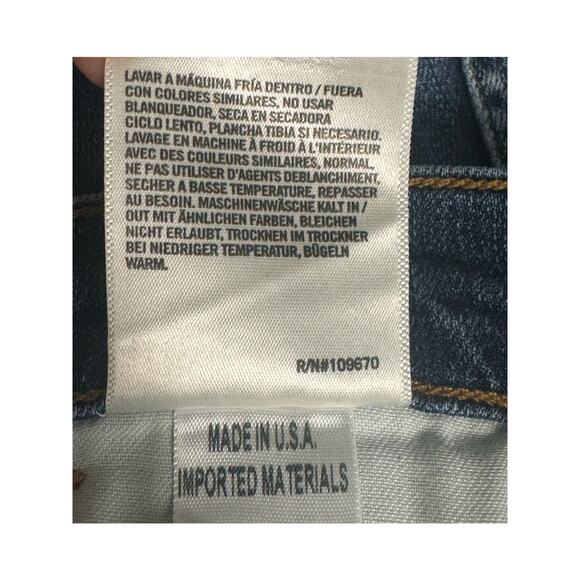 LAVAR A MÁQUINA FRÍA DENTRO / FUERA
CON COLORES SIMILARES, NO USAR
BLANQUEADOR, SECA EN SECADORA
CICLO LENTO, PLANCHA TIBIA SI NECESARIO.
LAVAGE EN MACHINE À FROID À L'INTÉRIEUR
AVEC DES COULEURS SIMILAIRES, NORMAL,
NE PAS UTILISER D'AGENTS DEBLANCHIMENT,
SECHER A BASSE TEMPERATURE, REPASSER
AU BESOIN. MASCHINENWÄSCHE KALT IN /
OUT MIT ÄHNLICHEN FARBEN, BLEICHEN
NICHT ERLAUBT, TROCKNEN IM TROCKNER
BEI NIEDRIGER TEMPERATUR, BÜGELN
WARM.
R/N#109670
MADE IN U.S.A.
IMPORTED MATERIALS